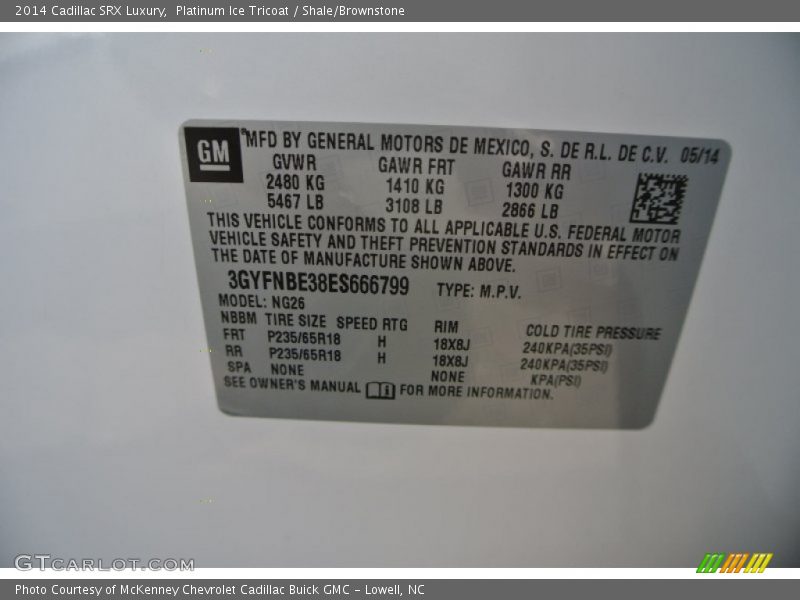 2014 Cadillac SRX Luxury,  Platinum Ice Tricoat / Shale/Brownstone
GM ® MFD BY GENERAL MOTORS DE MEXICO, S. DE R.L. DE C.V. 05/14
GVWR GAWR FRT GAWR RR
2480 KG 1410 KG 1300 KG
5467 LB 3108 LB 2866 LB
THIS VEHICLE CONFORMS TO ALL APPLICABLE U.S. FEDERAL MOTOR
VEHICLE SAFETY AND THEFT PREVENTION STANDARDS IN EFFECT ON
THE DATE OF MANUFACTURE SHOWN ABOVE.
3GYFNBE38ES666799 TYPE: M.P.V.
MODEL: NG26
NBBM TIRE SIZE SPEED RTG RIM COLD TIRE PRESSURE
FRT P235/65R18 H 18X8J 240KPA(35PSI)
RR P235/65R18 H 18X8J 240KPA(35PSI)
SPA NONE NONE KPA(PSI)
SEE OWNER'S MANUAL FOR MORE INFORMATION.
GTCARLOT.COM
Photo Courtesy of McKenney Chevrolet Cadillac Buick GMC – Lowell, NC